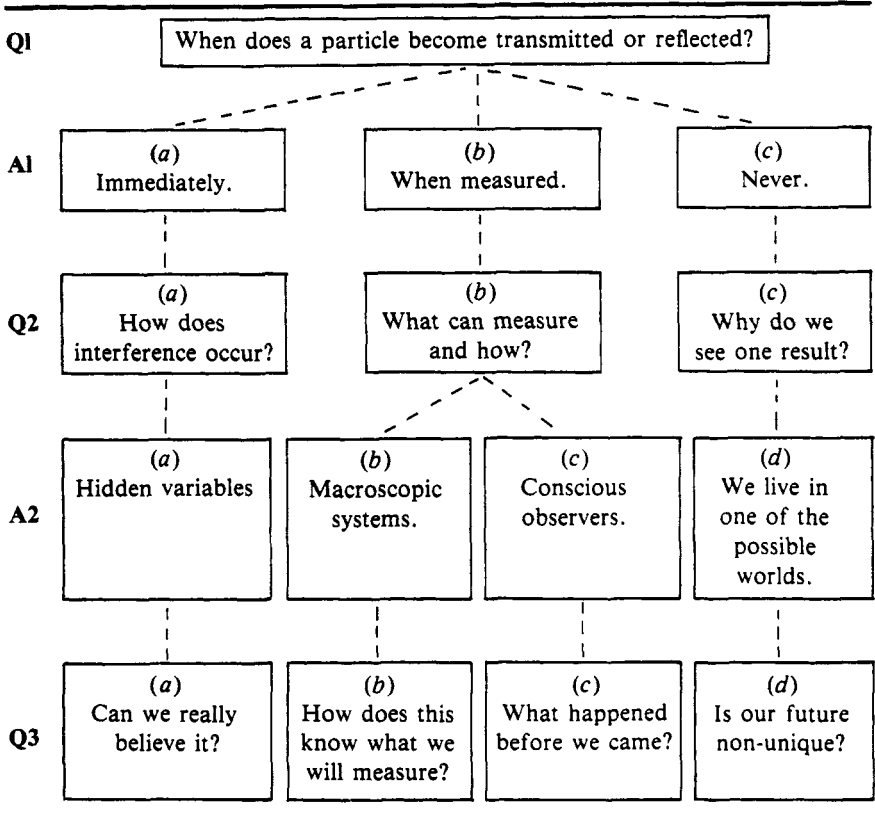 Q1
When does a particle become transmitted or reflected?
A1
(a)
Immediately.
(b)
When measured.
(c)
Never.
Q2
(a)
How does
interference occur?
(b)
What can measure
and how?
(c)
Why do we
see one result?
A2
(a)
Hidden variables
(b)
Macroscopic
systems.
(c)
Conscious
observers.
(d)
We live in
one of the
possible
worlds.
Q3
(a)
Can we really
believe it?
(b)
How does this
know what we
will measure?
(c)
What happened
before we came?
(d)
Is our future
non-unique?